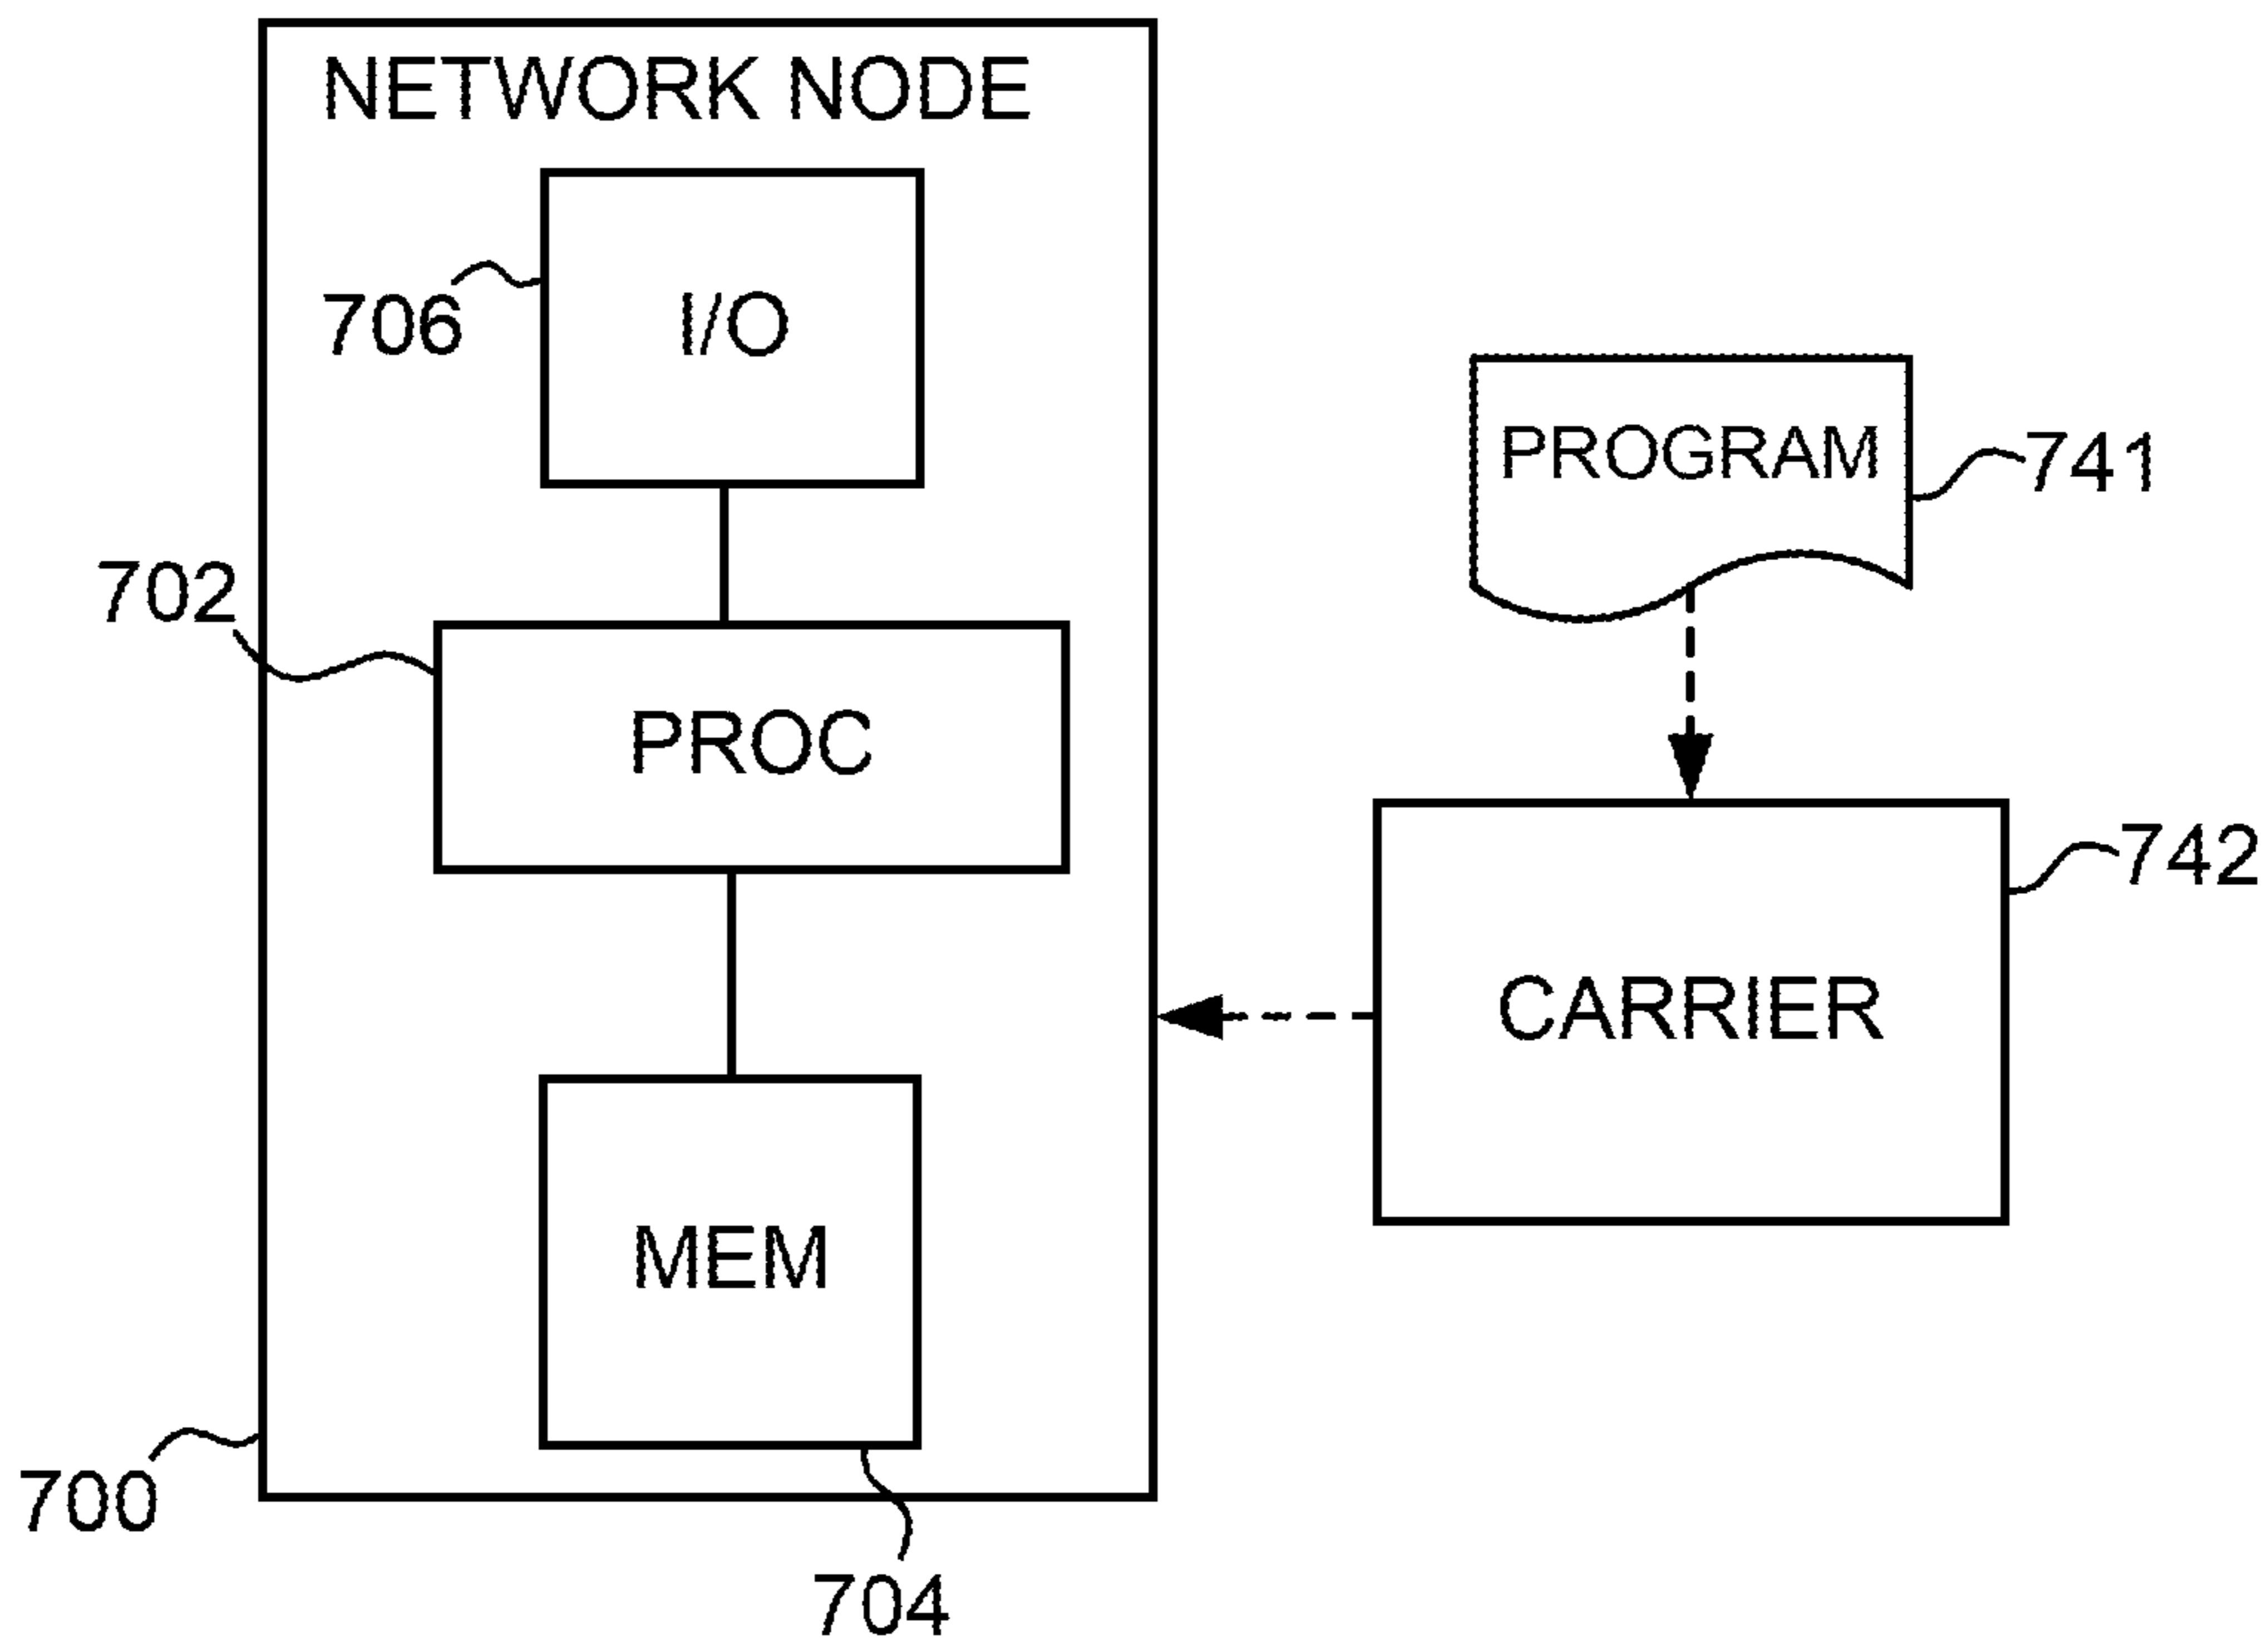 NETWORK NODE
I/O
706
PROGRAM
741
702
PROC
742
CARRIER
MEM
700
704